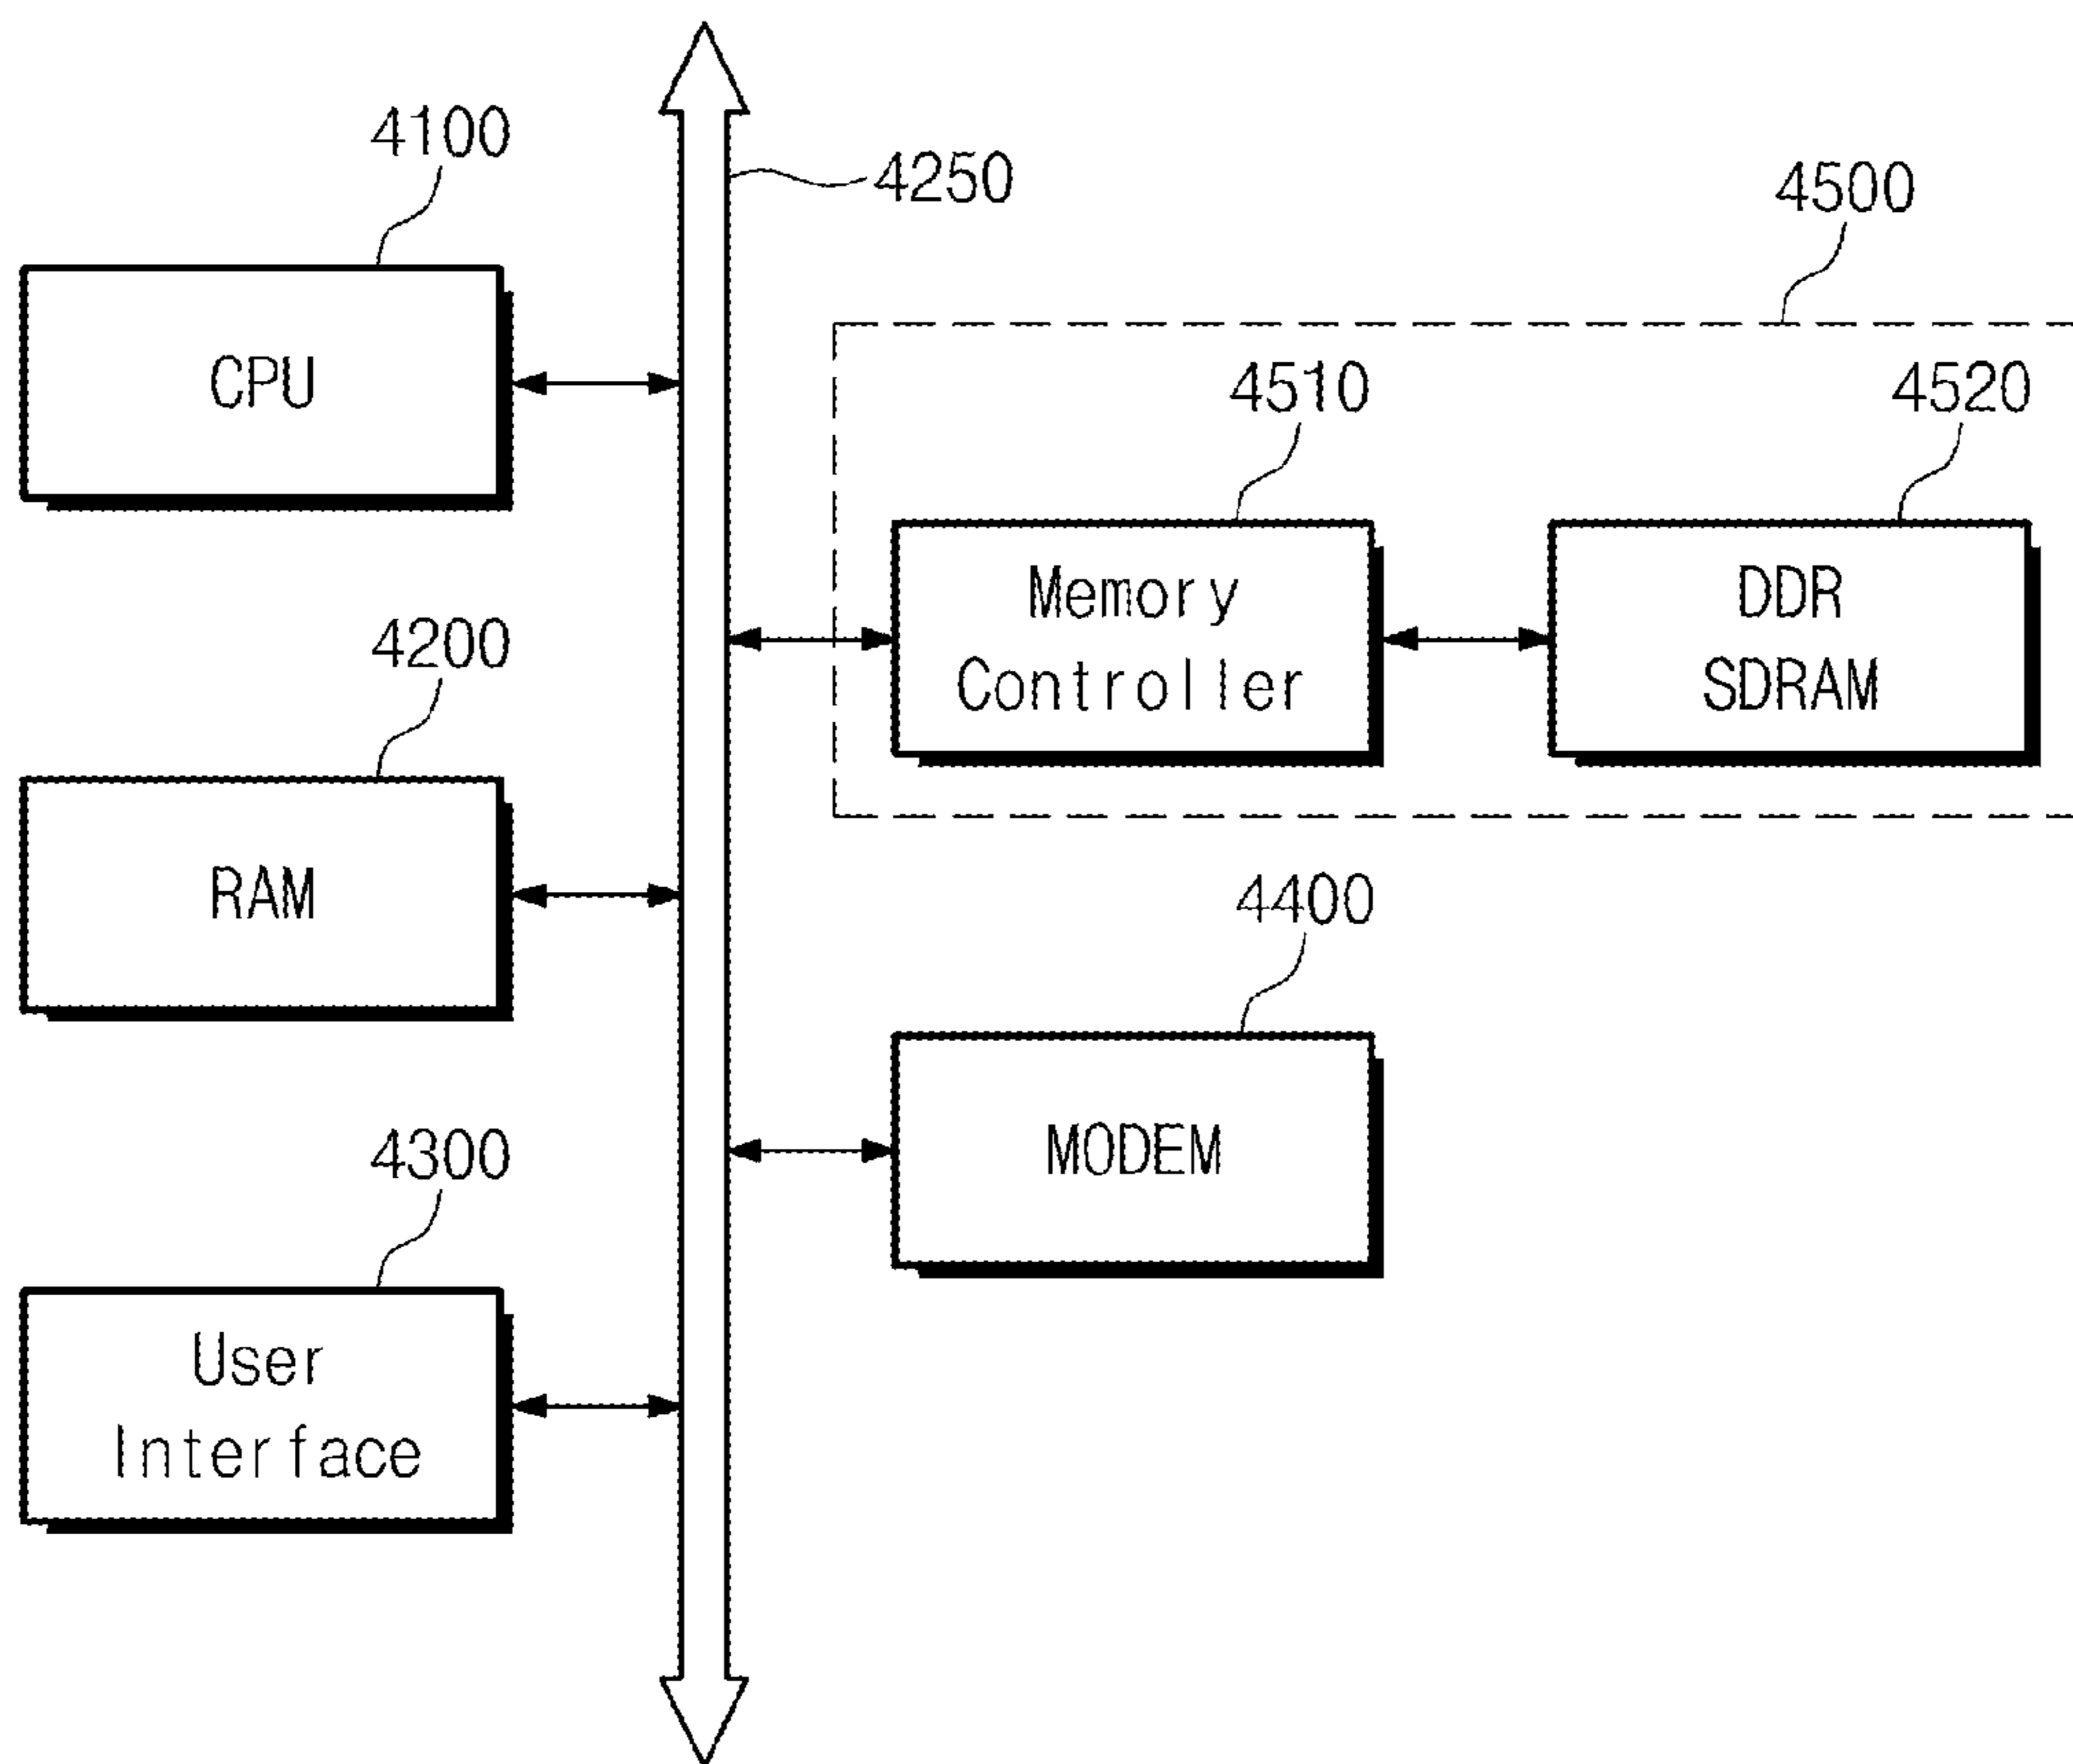 4100
4250
4500
CPU
4510
4520
Memory
Controller
DDR
SDRAM
4200
RAM
4400
MODEM
4300
User
Interface